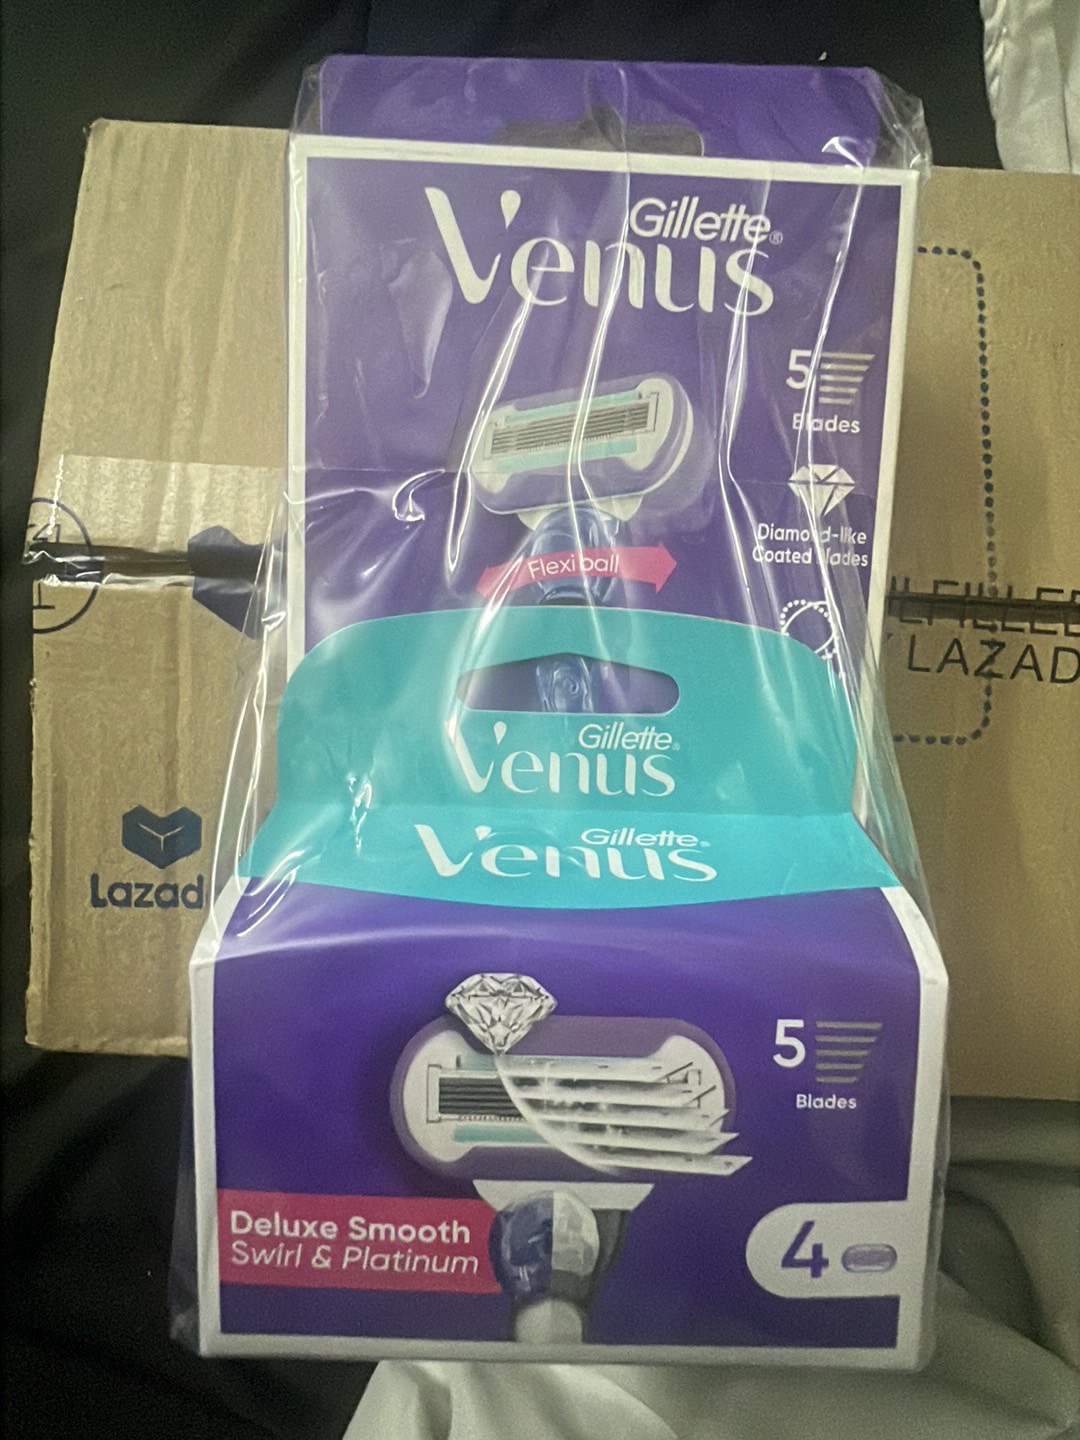 Gillette®
Venus
5
Blades
Diamond-like
Coated Blades
Flexiball
LAZAD
Gillette®
Venus
Gillette®
Venus
Lazad
5
Blades
Deluxe Smooth
Swirl & Platinum
4